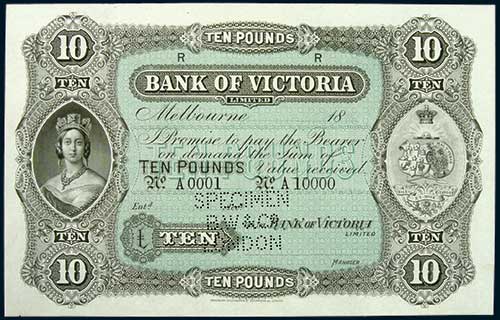 10 TEN POUNDS 10
R R
TEN BANK OF VICTORIA TEN
LIMITED
Melbourne 18
I Promise to pay the Bearer
on demand the Sum of
TEN POUNDS Value received.
No. A 0001 No. A 10000
SPECIMEN
Entd.
B.W.&CO.
BANK OF VICTORIA
LIMITED
£ TEN
LONDON
TEN TEN
MANAGER
10 TEN POUNDS 10